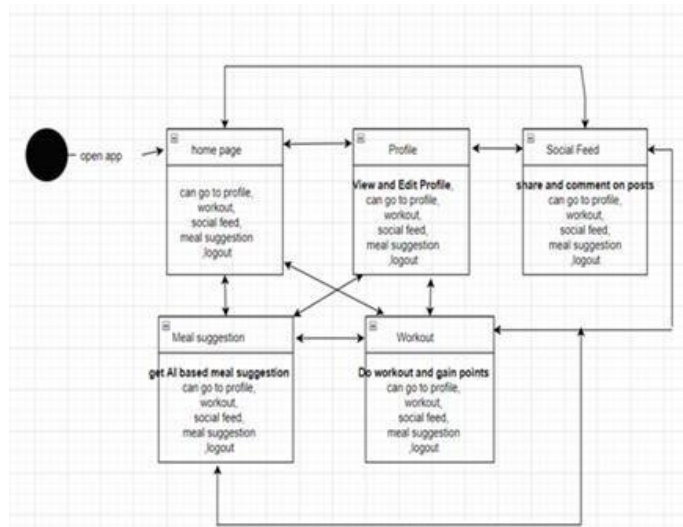 open app
home page
can go to profile,
workout,
social feed,
meal suggestion
,logout
Profile
View and Edit Profile,
can go to profile,
workout,
social feed,
meal suggestion
,logout
Social Feed
share and comment on posts
can go to profile,
workout,
social feed,
meal suggestion
,logout
Meal suggestion
get AI based meal suggestion
can go to profile,
workout,
social feed,
meal suggestion
,logout
Workout
Do workout and gain points
can go to profile,
workout,
social feed,
meal suggestion
,logout